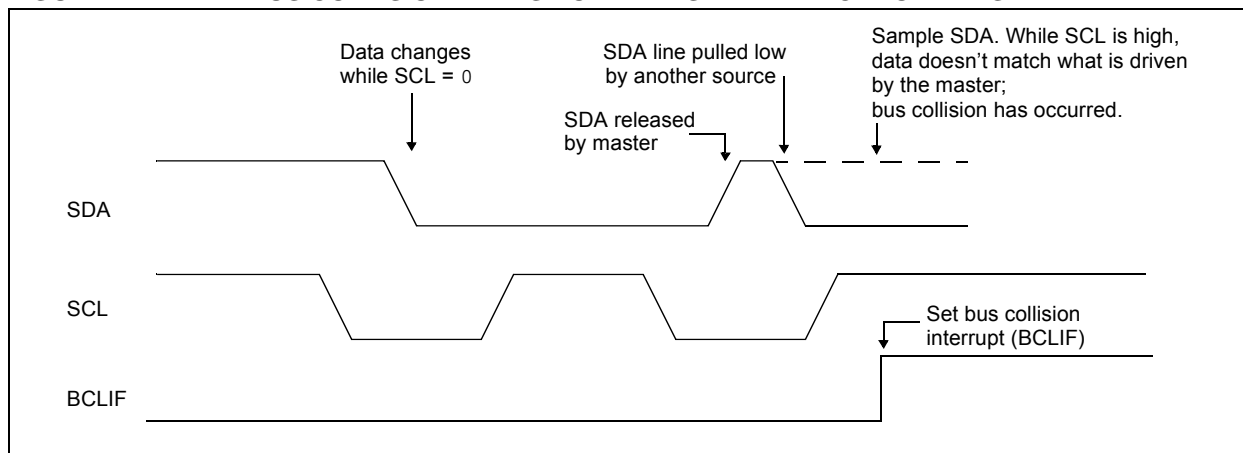 Data changes
while SCL = 0
SDA line pulled low
by another source
Sample SDA. While SCL is high,
data doesn't match what is driven
by the master;
bus collision has occurred.
SDA released
by master
SDA
SCL
Set bus collision
interrupt (BCLIF)
BCLIF